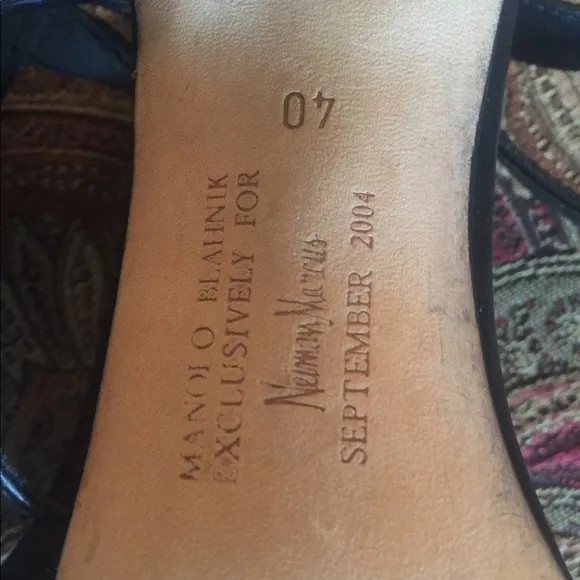 40
MANOLO BLAHNIK
EXCLUSIVELY FOR
Neiman Marcus
SEPTEMBER 2004